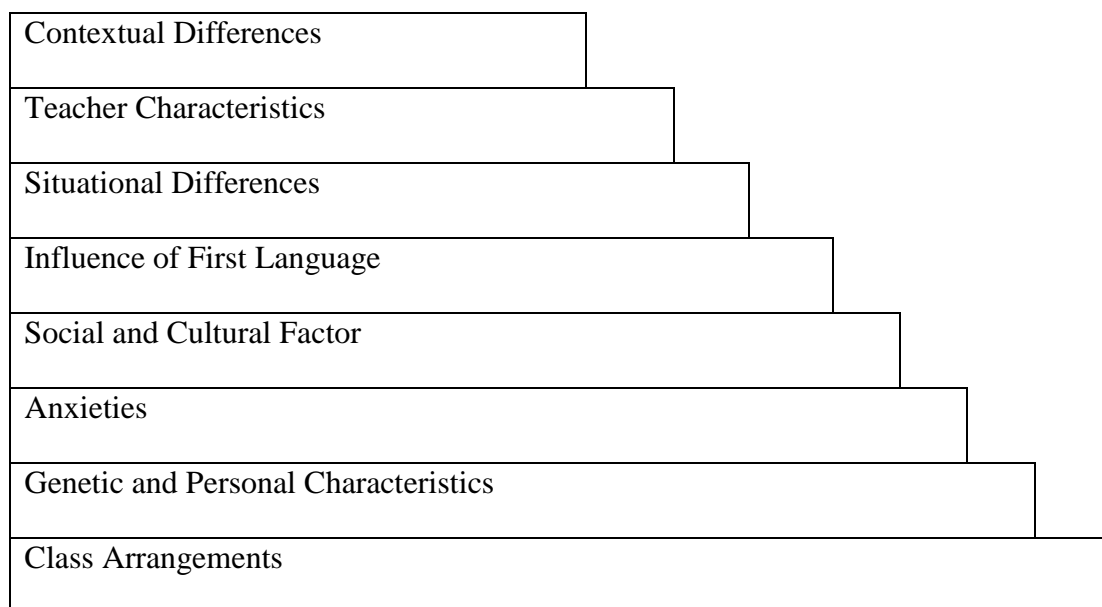 Contextual Differences
Teacher Characteristics
Situational Differences
Influence of First Language
Social and Cultural Factor
Anxieties
Genetic and Personal Characteristics
Class Arrangements